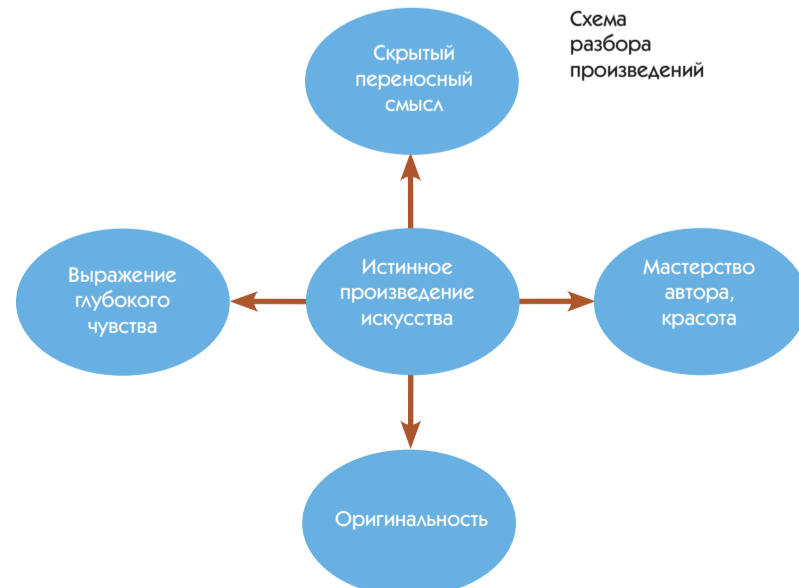 Схема
разбора
произведений
Скрытый
переносный
смысл
Выражение
глубокого
чувства
Истинное
произведение
искусства
Мастерство
автора,
красота
Оригинальность